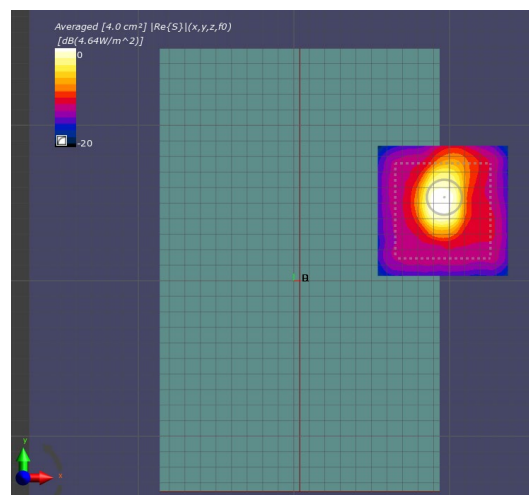 Averaged [4.0 cm²] |Re{S}|(x,y,z,f0)
[dB(4.64W/m^2)]
0
-20
y
x